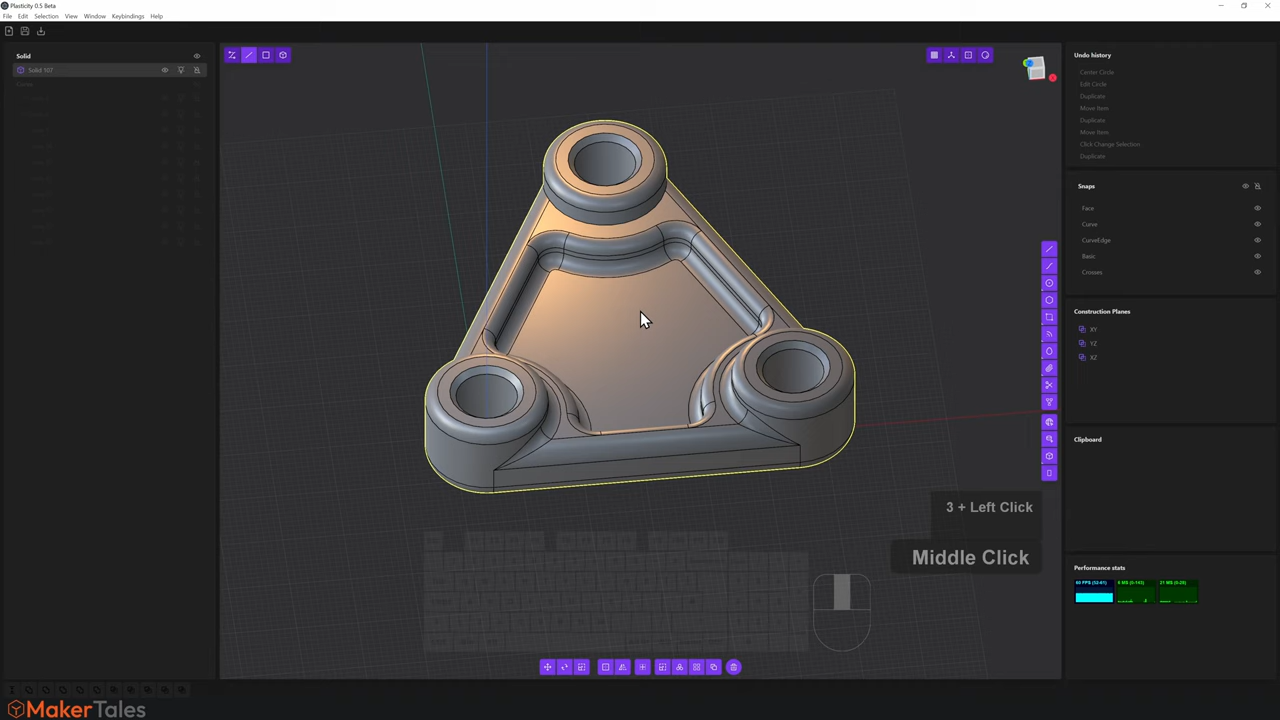 Plasticity 0.5 Beta
File Edit Selection View Window Keybindings Help
Solid
Solid 107
Undo history
Center Circle
Edit Circle
Duplicate
Move Item
Duplicate
Move Item
Click Change Selection
Duplicate
Snaps
Face
Curve
CurveEdge
Basic
Crosses
Construction Planes
XY
YZ
XZ
Clipboard
3 + Left Click
Middle Click
Performance stats
MakerTales